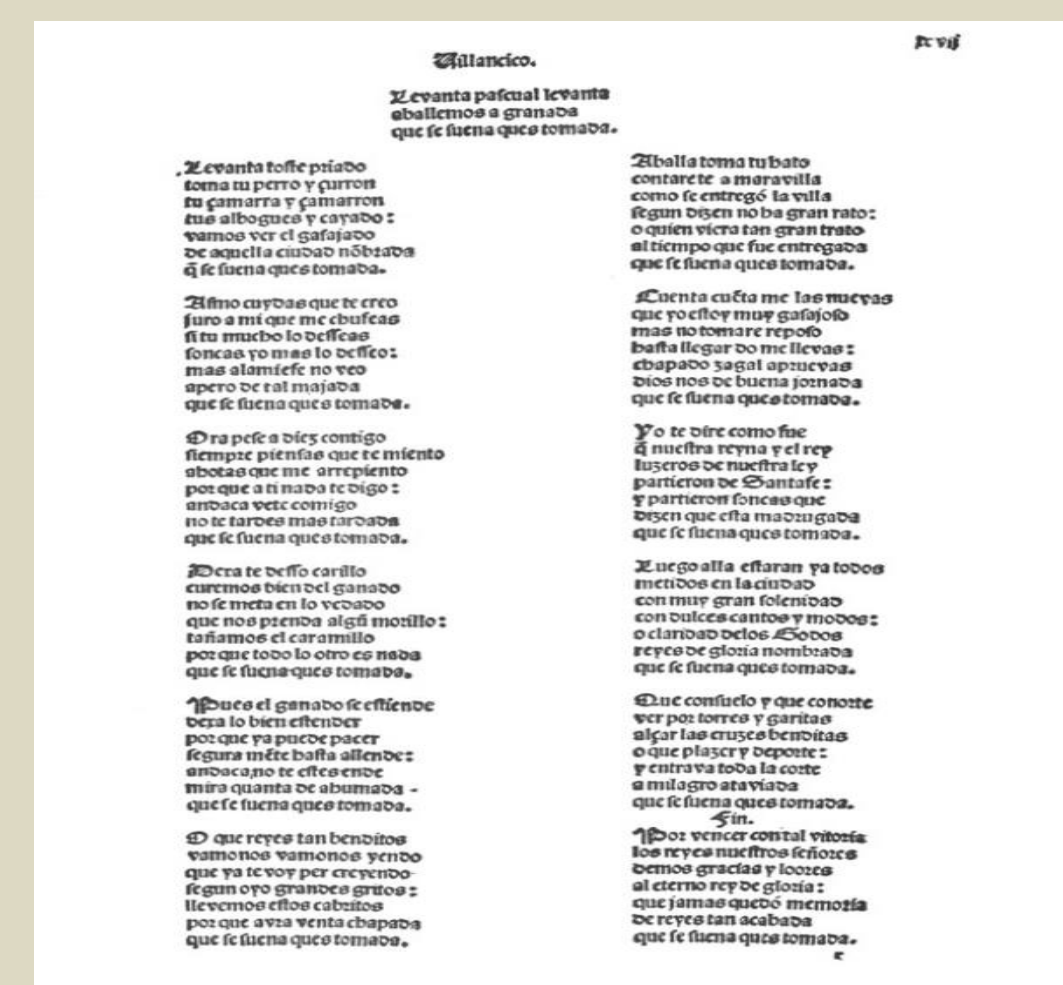 xc vij
Villancico.
Levanta pascual levanta
aballemos a granada
que se suena ques tomada.
Levanta toste priado
toma tu perro y çurron
tu çamarra y çamarron
tus albogues y cayado:
vamos ver el gasajado
de aquella ciudad nõbrada
q̃ se suena ques tomada.
Asmo cuydas que te creo
juro a mi que me chufeas
si tu mucho lo desseas
soncas yo mas lo desseo:
mas alamiefe no veo
apero de tal majada
que se suena ques tomada.
Ora pese a diez contigo
siempre piensas que te miento
ahotas que me arrepiento
porque a ti nada te digo:
andaca vete comigo
no te tardes mas tardada
que se suena ques tomada.
Dexa te desso carillo
curemos bien del ganado
no se meta en lo vedado
que nos prenda algũ morillo:
tañamos el caramillo
porque todo lo otro es nada
que se suena ques tomada.
Pues el ganado se estiende
dexa lo bien estender
porque ya puede pacer
segura mẽte hasta allende:
andaca,no te estes ende
mira quanta de ahumada -
que se suena ques tomada.
O que reyes tan benditos
vamonos vamonos yendo
que ya te voy per creyendo
segun oyo grandes gritos:
llevemos estos cabritos
porque avra venta chapada
que se suena ques tomada.
Aballa toma tu hato
contarete a maravilla
como se entregó la villa
segun dizen no ha gran rato:
o quien viera tan gran trato
al tiempo que fue entregada
que se suena ques tomada.
Cuenta cuẽta me las nuevas
que yo estoy muy gasajoso
mas no tomare reposo
hasta llegar do me llevas:
chapado zagal apruevas
dios nos de buena jornada
que se suena ques tomada.
Yo te dire como fue
q̃ nuestra reyna y el rey
luzeros de nuestra ley
partieron de Santafe:
y partieron soncas que
dizen que esta madrugada
que se suena ques tomada.
Luego alla estaran ya todos
metidos en la ciudad
con muy gran solenidad
con dulces cantos y modos:
o claridad delos Godos
reyes de gloria nombrada
que se suena ques tomada.
Que consuelo y que conorte
ver por torres y garitas
alçar las cruzes benditas
o que plazer y deporte:
y entrava toda la corte
a milagro ataviada
que se suena ques tomada.
Fin.
Por vencer con tal vitoria
los reyes nuestros señores
demos gracias y loores
al eterno rey de gloria:
que jamas quedó memoria
de reyes tan acabada
que se suena ques tomada.
r